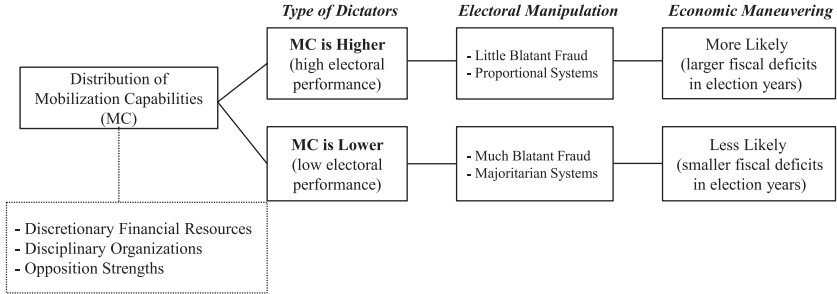 Type of Dictators
Electoral Manipulation
Economic Maneuvering
Distribution of
Mobilization Capabilities
(MC)
MC is Higher
(high electoral
performance)
- Little Blatant Fraud
- Proportional Systems
More Likely
(larger fiscal deficits
in election years)
MC is Lower
(low electoral
performance)
- Much Blatant Fraud
- Majoritarian Systems
Less Likely
(smaller fiscal deficits
in election years)
- Discretionary Financial Resources
- Disciplinary Organizations
- Opposition Strengths